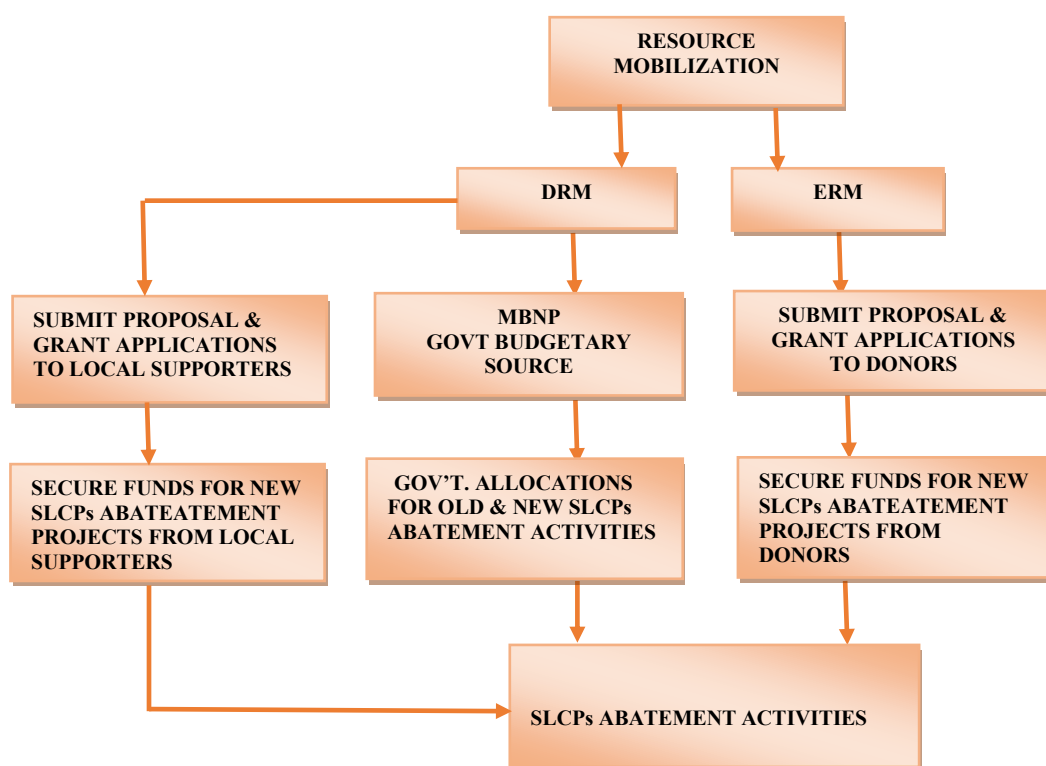 RESOURCE
MOBILIZATION
DRM
ERM
SUBMIT PROPOSAL &
GRANT APPLICATIONS
TO LOCAL SUPPORTERS
MBNP
GOVT BUDGETARY
SOURCE
SUBMIT PROPOSAL &
GRANT APPLICATIONS
TO DONORS
SECURE FUNDS FOR NEW
SLCPs ABATEATEMENT
PROJECTS FROM LOCAL
SUPPORTERS
GOV'T. ALLOCATIONS
FOR OLD & NEW SLCPs
ABATEMENT ACTIVITIES
SECURE FUNDS FOR NEW
SLCPs ABATEATEMENT
PROJECTS FROM
DONORS
SLCPs ABATEMENT ACTIVITIES